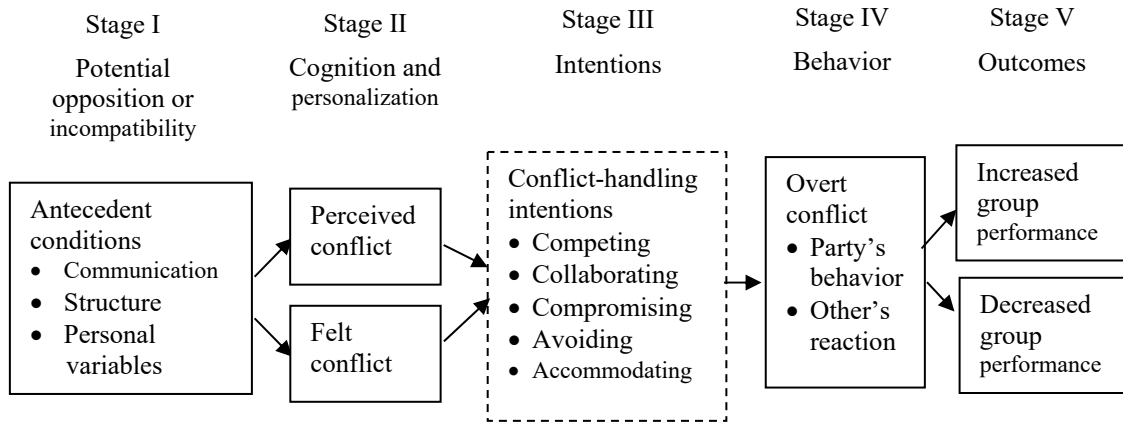 Stage I
Potential
opposition or
incompatibility
Stage II
Cognition and
personalization
Stage III
Intentions
Stage IV
Behavior
Stage V
Outcomes
Antecedent
conditions
• Communication
• Structure
• Personal
variables
Perceived
conflict
Felt
conflict
Conflict-handling
intentions
• Competing
• Collaborating
• Compromising
• Avoiding
• Accommodating
Overt
conflict
• Party’s
behavior
• Other’s
reaction
Increased
group
performance
Decreased
group
performance